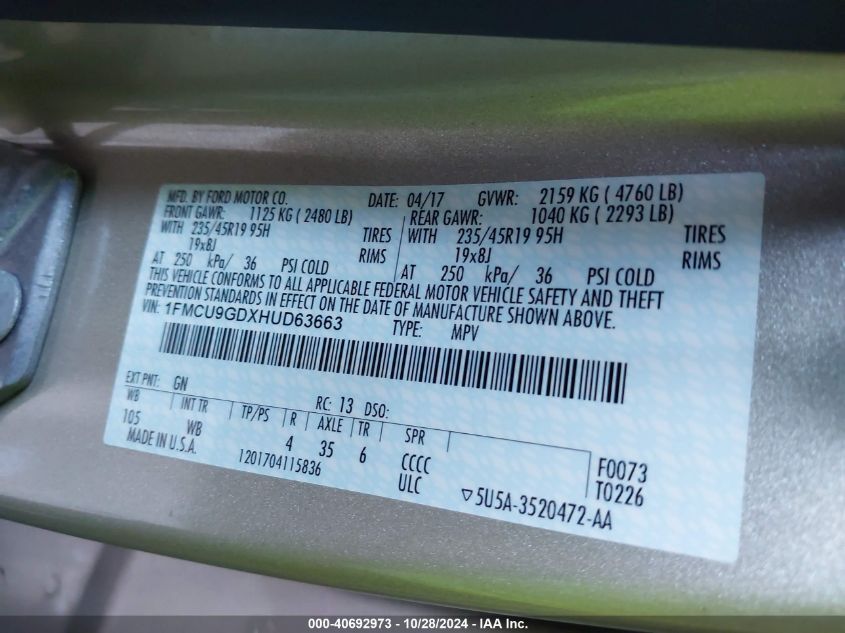 MFD. BY FORD MOTOR CO. DATE: 04/17 GVWR: 2159 KG ( 4760 LB)
FRONT GAWR: 1125 KG ( 2480 LB) REAR GAWR: 1040 KG ( 2293 LB)
WITH 235/45R19 95H TIRES WITH 235/45R19 95H TIRES
19x8J RIMS 19x8J RIMS
AT 250 kPa/ 36 PSI COLD AT 250 kPa/ 36 PSI COLD
THIS VEHICLE CONFORMS TO ALL APPLICABLE FEDERAL MOTOR VEHICLE SAFETY AND THEFT
PREVENTION STANDARDS IN EFFECT ON THE DATE OF MANUFACTURE SHOWN ABOVE.
VIN: 1FMCU9GDXHUD63663 TYPE: MPV
EXT PNT: GN RC: 13 DSO:
WB INT TR TP/PS R AXLE TR SPR
105 WB 4 35 6 CCCC F0073
MADE IN U.S.A. 1201704115836 ULC T0226
▽5U5A-3520472-AA
000-40692973 - 10/28/2024 - IAA Inc.